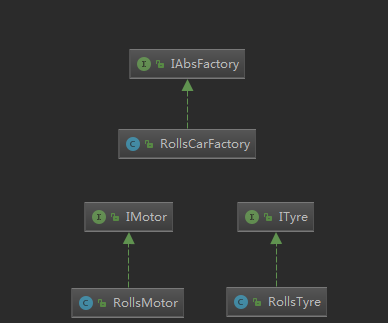 I IAbsFactory
C RollsCarFactory
I IMotor
I ITyre
C RollsMotor
C RollsTyre